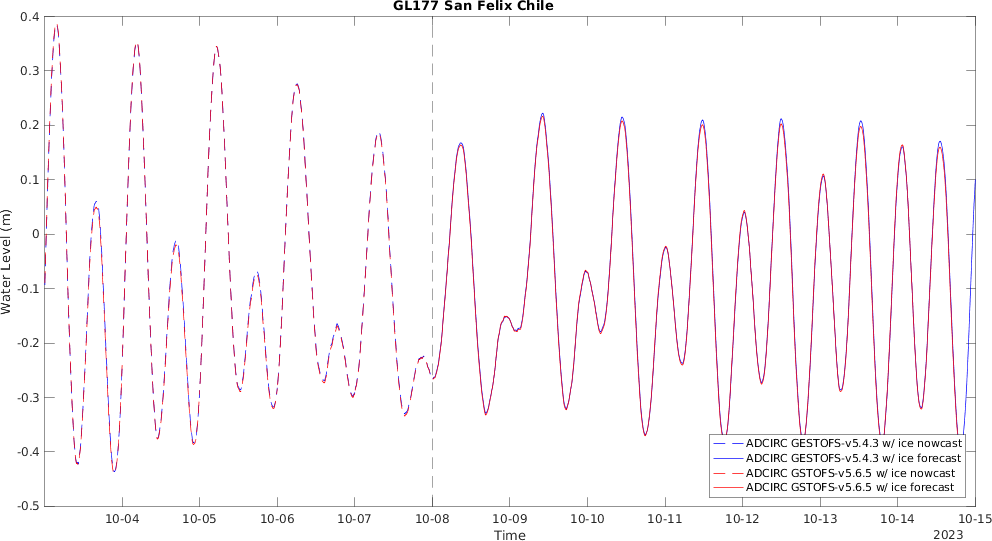 GL177 San Felix Chile
0.4
0.3
0.2
0.1
0
-0.1
-0.2
-0.3
-0.4
-0.5
Water Level (m)
ADCIRC GESTOFS-v5.4.3 w/ ice nowcast
ADCIRC GESTOFS-v5.4.3 w/ ice forecast
ADCIRC GSTOFS-v5.6.5 w/ ice nowcast
ADCIRC GSTOFS-v5.6.5 w/ ice forecast
10-04 10-05 10-06 10-07 10-08 10-09 10-10 10-11 10-12 10-13 10-14 10-15
Time
2023